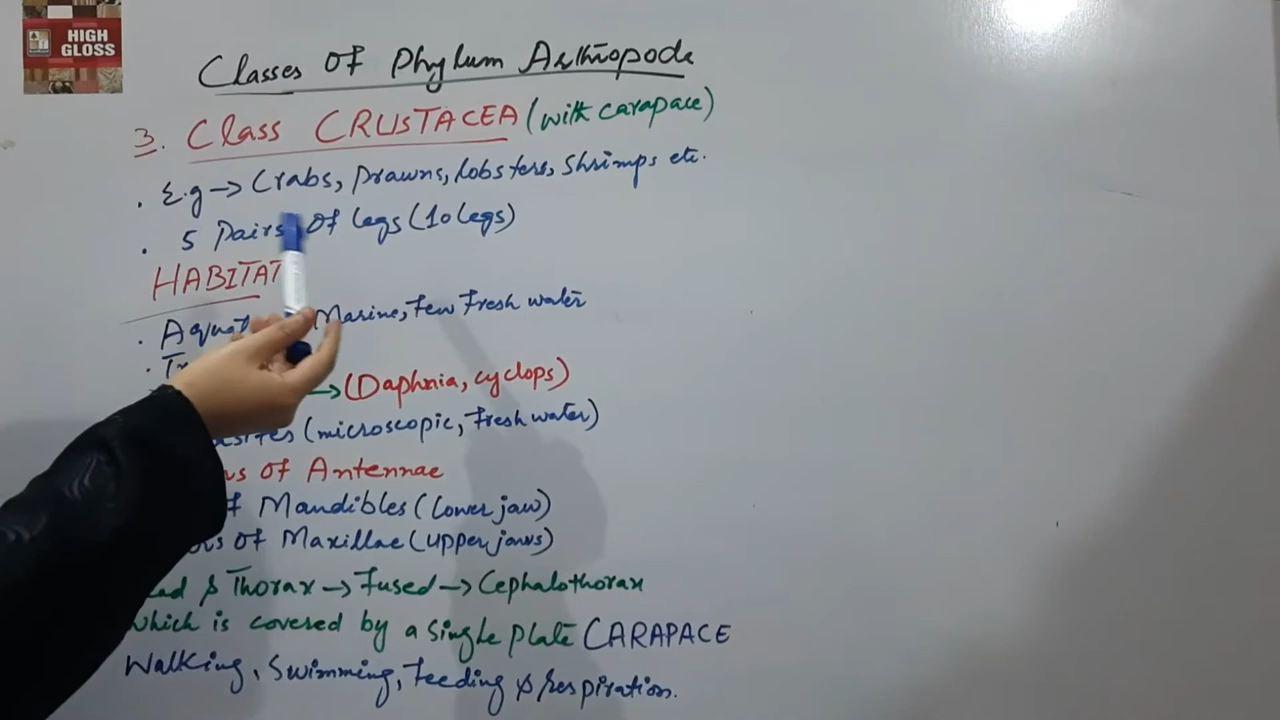 HIGH
GLOSS
Classes Of Phylum Arthropoda
3. Class CRUSTACEA (with carapace)
. E.g → Crabs, Prawns, lobsters, Shrimps etc.
. 5 Pairs Of legs (10 legs)
HABITAT
. Marine, Few Fresh water
.
→ (Daphnia, cyclops)
(microscopic, Fresh water)
Of Antennae
Mandibles (lower jaw)
Of Maxillae (upper jaws)
& Thorax → Fused → Cephalothorax
which is covered by a single plate CARAPACE
Walking, Swimming, Feeding & respiration.